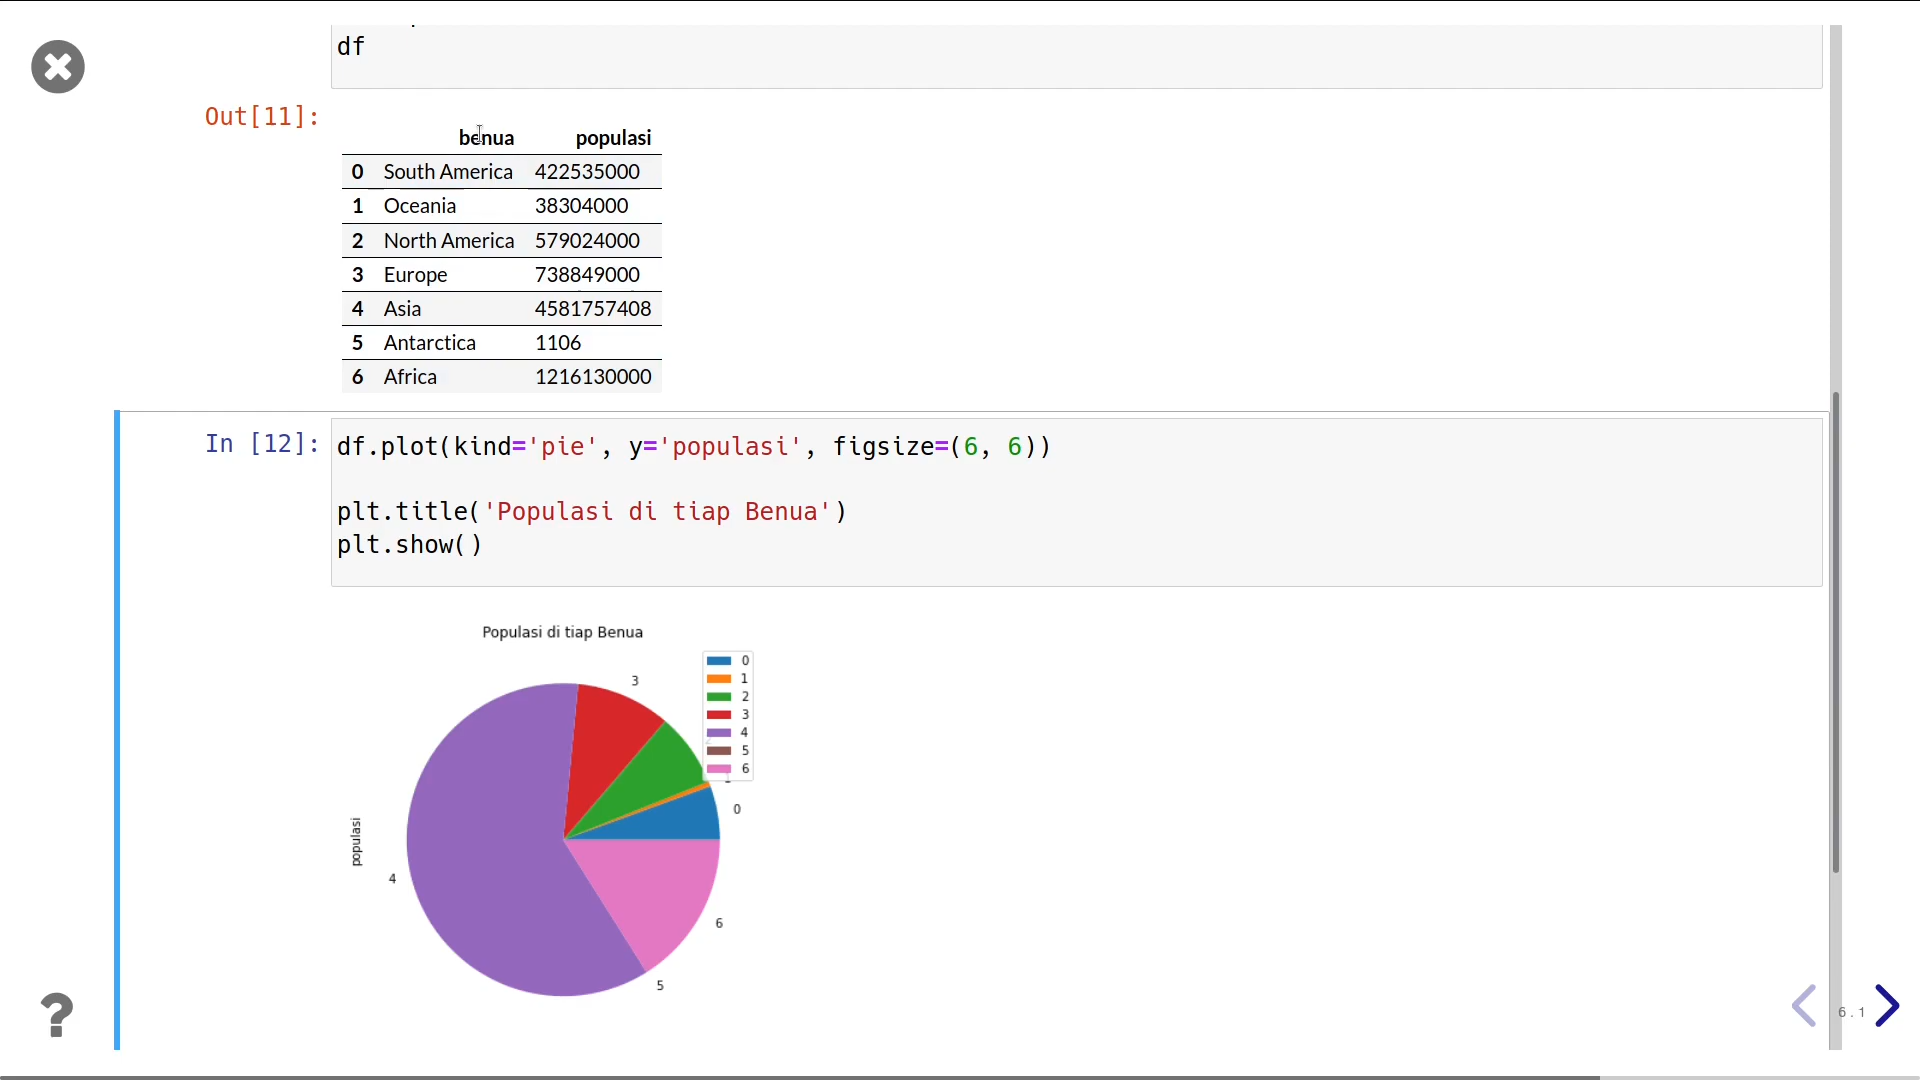 df
Out[11]:
benua populasi
0 South America 422535000
1 Oceania 38304000
2 North America 579024000
3 Europe 738849000
4 Asia 4581757408
5 Antarctica 1106
6 Africa 1216130000
In [12]: df.plot(kind='pie', y='populasi', figsize=(6, 6))
plt.title('Populasi di tiap Benua')
plt.show()
Populasi di tiap Benua
0
1
2
3
4
5
6
3
0
populasi
4
6
5
?
6.1